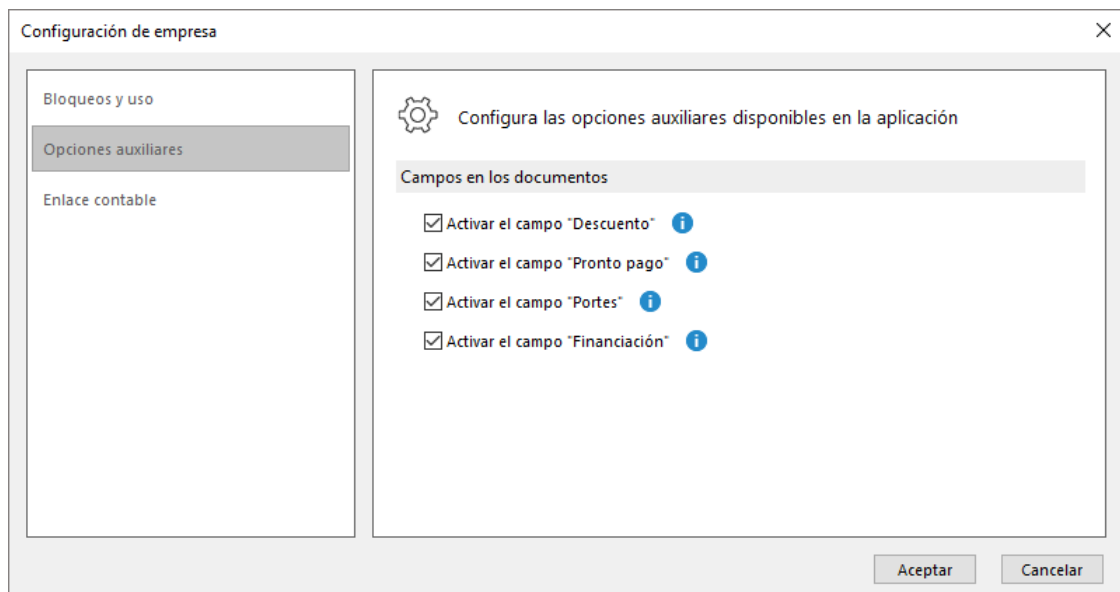 Configuración de empresa
Bloqueos y uso
Opciones auxiliares
Enlace contable
Configura las opciones auxiliares disponibles en la aplicación
Campos en los documentos
Activar el campo "Descuento"
Activar el campo "Pronto pago"
Activar el campo "Portes"
Activar el campo "Financiación"
Aceptar
Cancelar